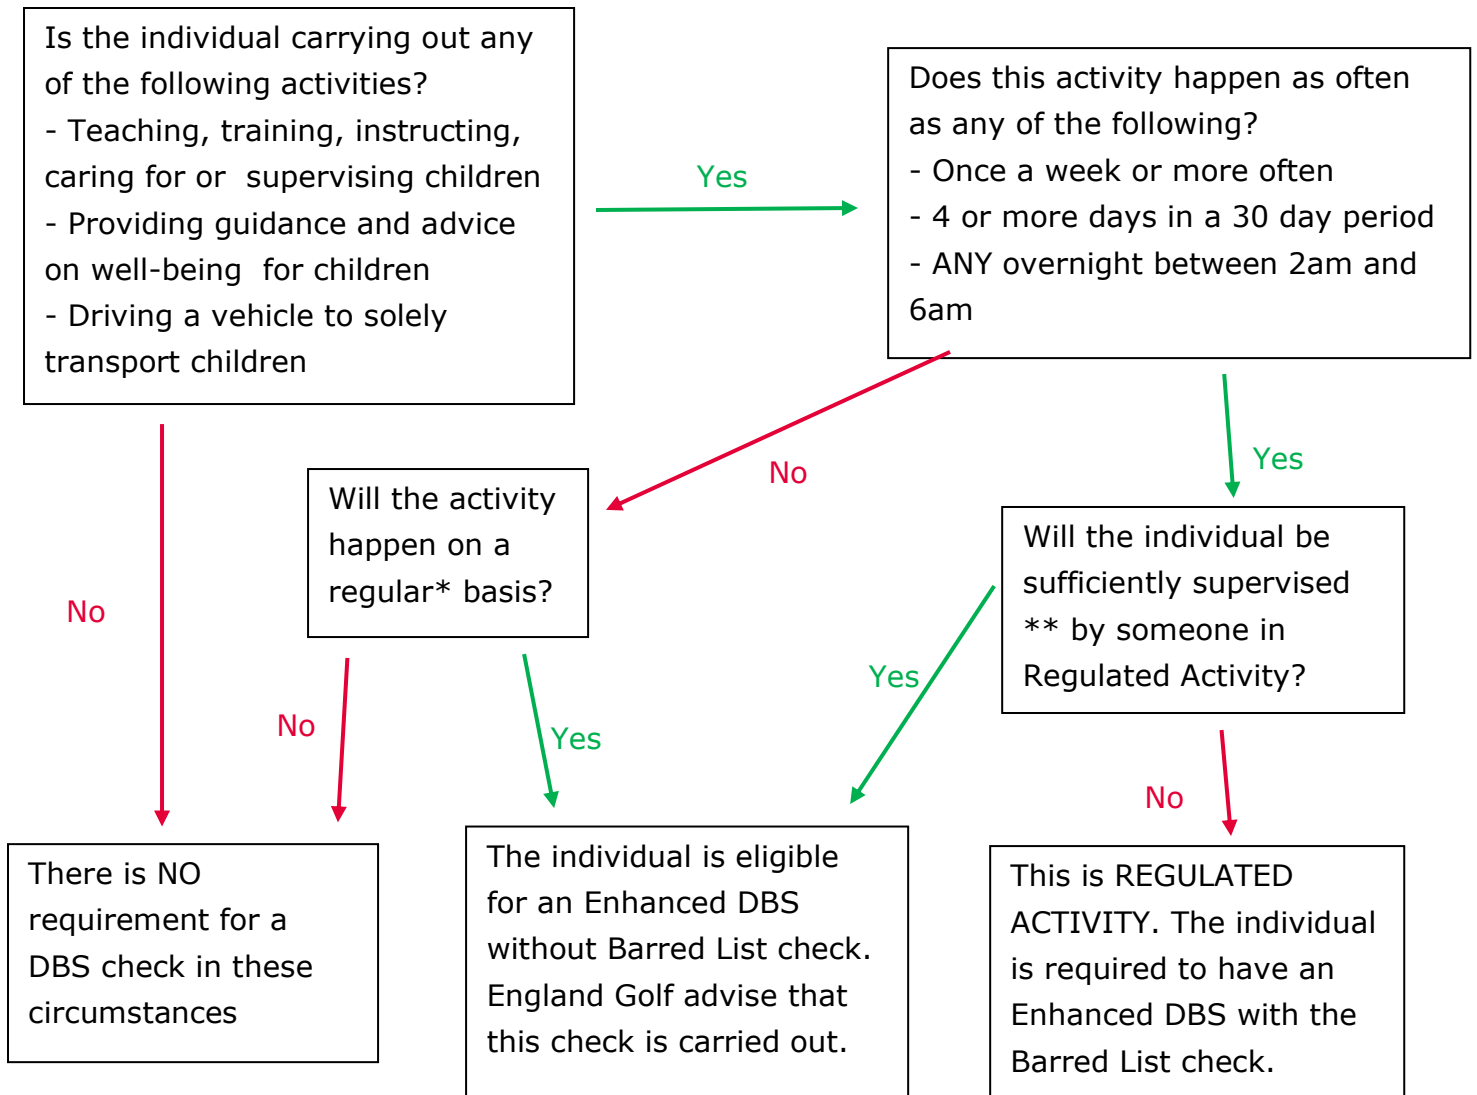 Is the individual carrying out any
of the following activities?
- Teaching, training, instructing,
caring for or  supervising children
- Providing guidance and advice
on well-being  for children
- Driving a vehicle to solely
transport children
Yes
Does this activity happen as often
as any of the following?
- Once a week or more often
- 4 or more days in a 30 day period
- ANY overnight between 2am and
6am
No
No
Yes
Will the activity
happen on a
regular* basis?
Will the individual be
sufficiently supervised
** by someone in
Regulated Activity?
No
Yes
Yes
No
There is NO
requirement for a
DBS check in these
circumstances
The individual is eligible
for an Enhanced DBS
without Barred List check.
England Golf advise that
this check is carried out.
This is REGULATED
ACTIVITY. The individual
is required to have an
Enhanced DBS with the
Barred List check.